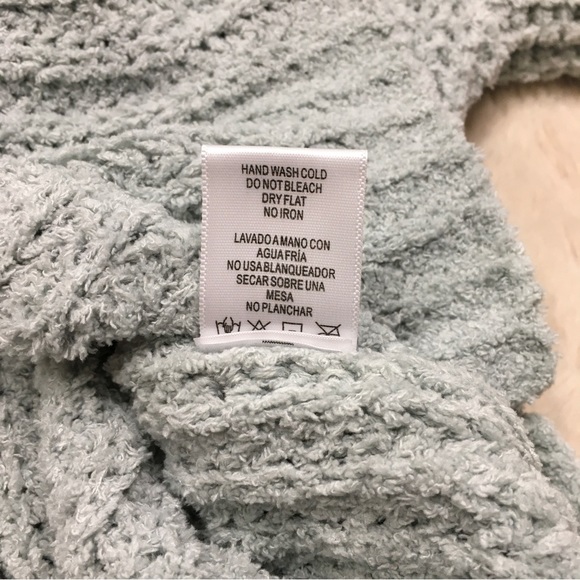 HAND WASH COLD
DO NOT BLEACH
DRY FLAT
NO IRON
LAVADO A MANO CON
AGUA FRÍA
NO USA BLANQUEADOR
SECAR SOBRE UNA
MESA
NO PLANCHAR